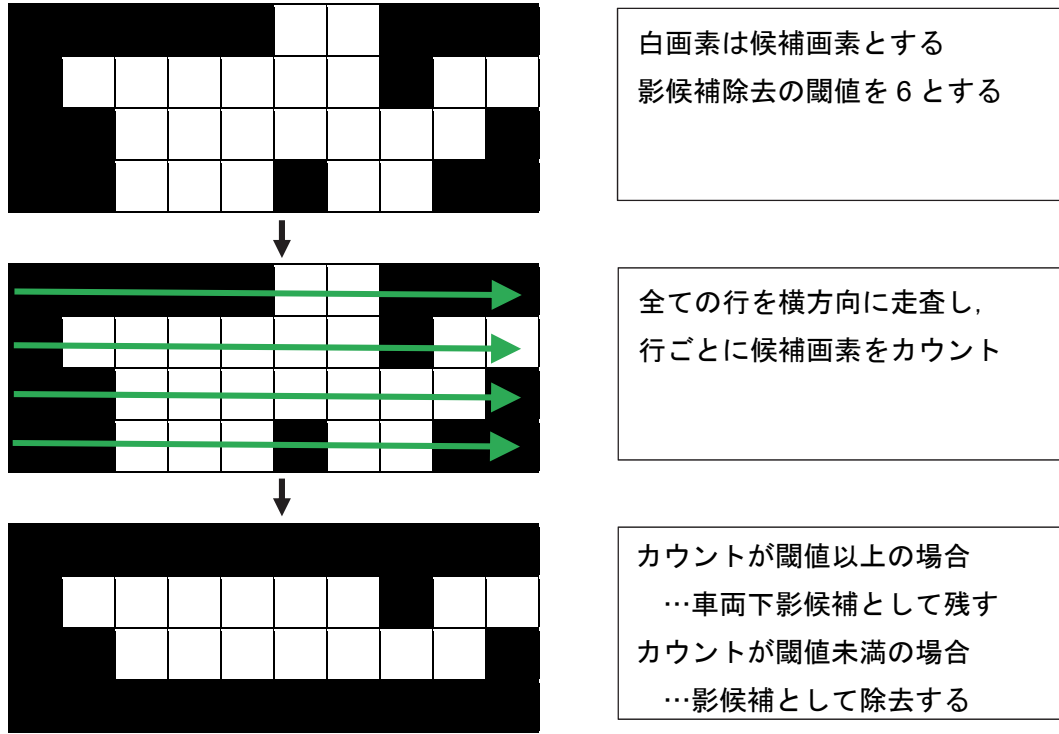 白画素は候補画素とする
影候補除去の閾値を6とする
全ての行を横方向に走査し,
行ごとに候補画素をカウント
カウントが閾値以上の場合
…車両下影候補として残す
カウントが閾値未満の場合
…影候補として除去する